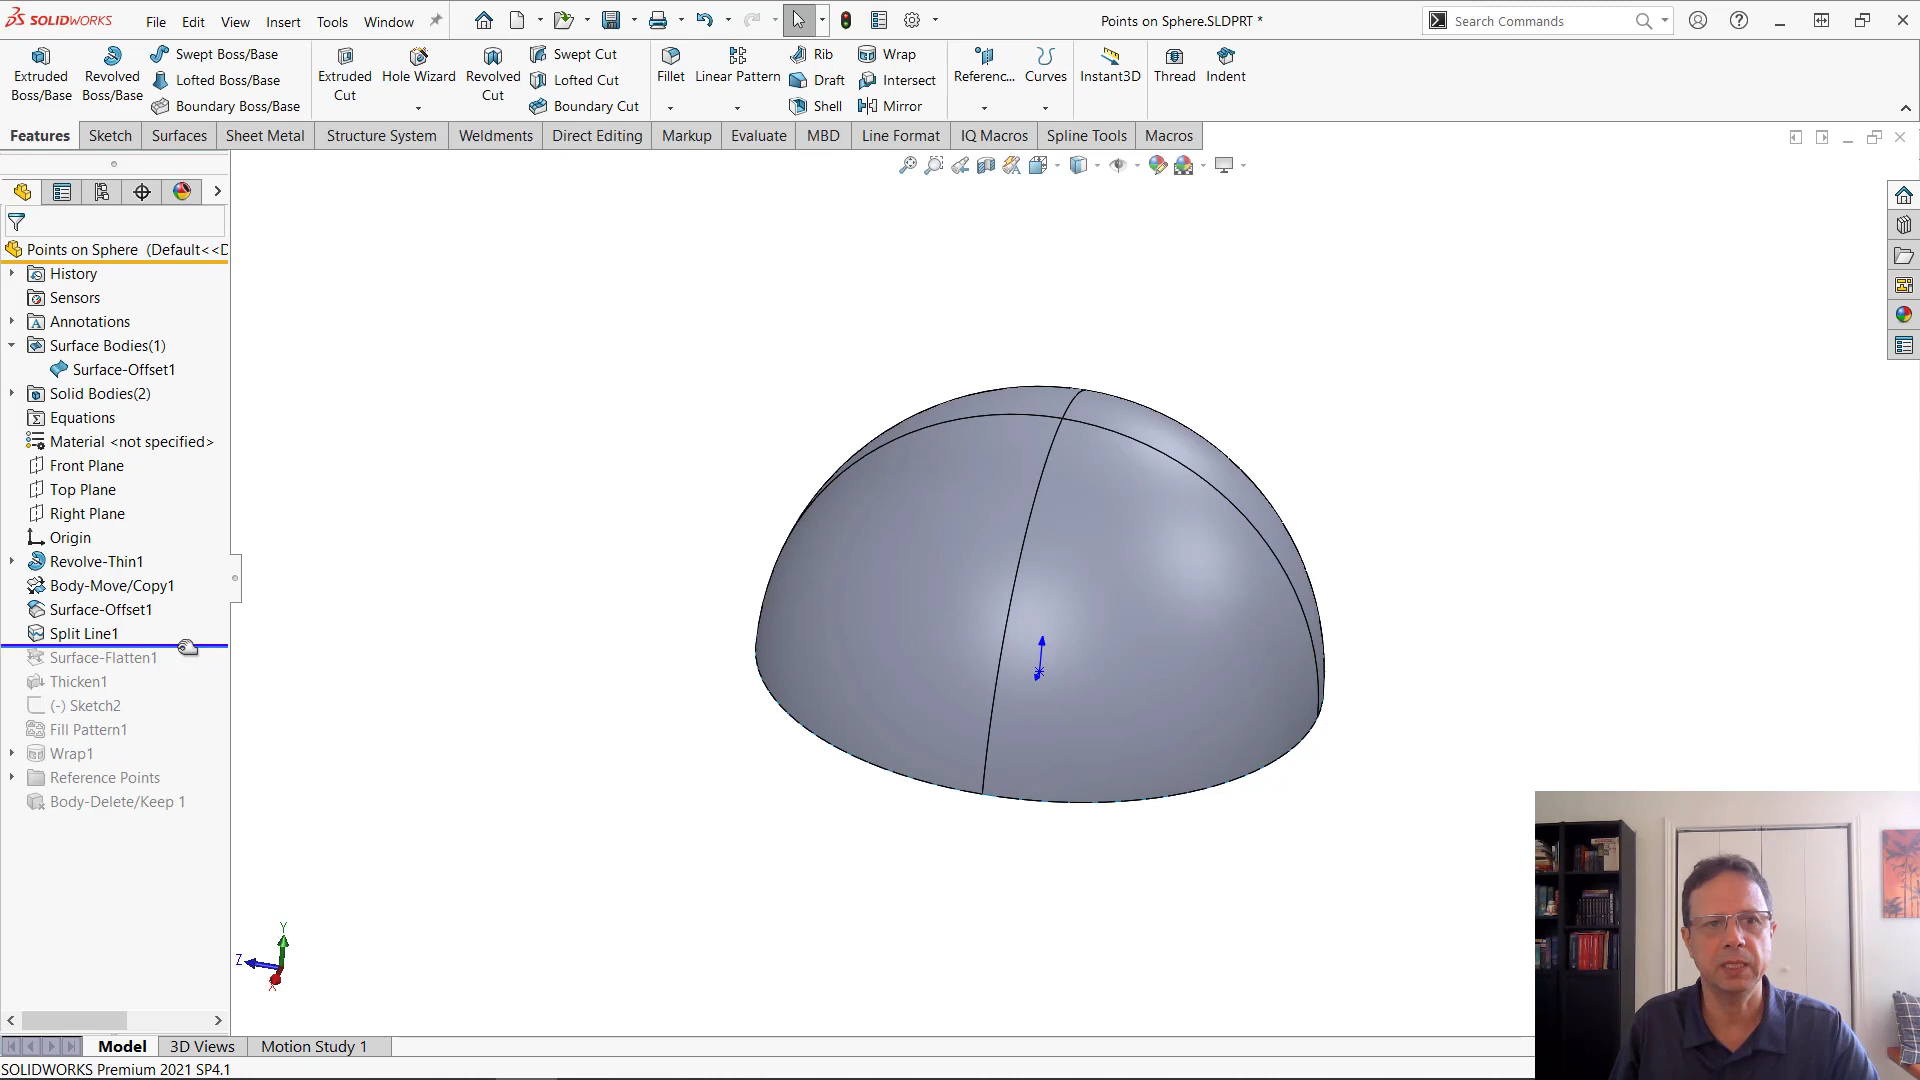 SOLIDWORKS File Edit View Insert Tools Window Points on Sphere.SLDPRT * Search Commands
Extruded Boss/Base
Revolved Boss/Base
Swept Boss/Base
Lofted Boss/Base
Boundary Boss/Base
Extruded Cut
Hole Wizard
Revolved Cut
Swept Cut
Lofted Cut
Boundary Cut
Fillet
Linear Pattern
Rib
Draft
Shell
Wrap
Intersect
Mirror
Referenc...
Curves
Instant3D
Thread
Indent
Features Sketch Surfaces Sheet Metal Structure System Weldments Direct Editing Markup Evaluate MBD Line Format IQ Macros Spline Tools Macros
Points on Sphere (Default<<D
History
Sensors
Annotations
Surface Bodies(1)
Surface-Offset1
Solid Bodies(2)
Equations
Material <not specified>
Front Plane
Top Plane
Right Plane
Origin
Revolve-Thin1
Body-Move/Copy1
Surface-Offset1
Split Line1
Surface-Flatten1
Thicken1
(-) Sketch2
Fill Pattern1
Wrap1
Reference Points
Body-Delete/Keep 1
Y
Z
X
Model 3D Views Motion Study 1
SOLIDWORKS Premium 2021 SP4.1